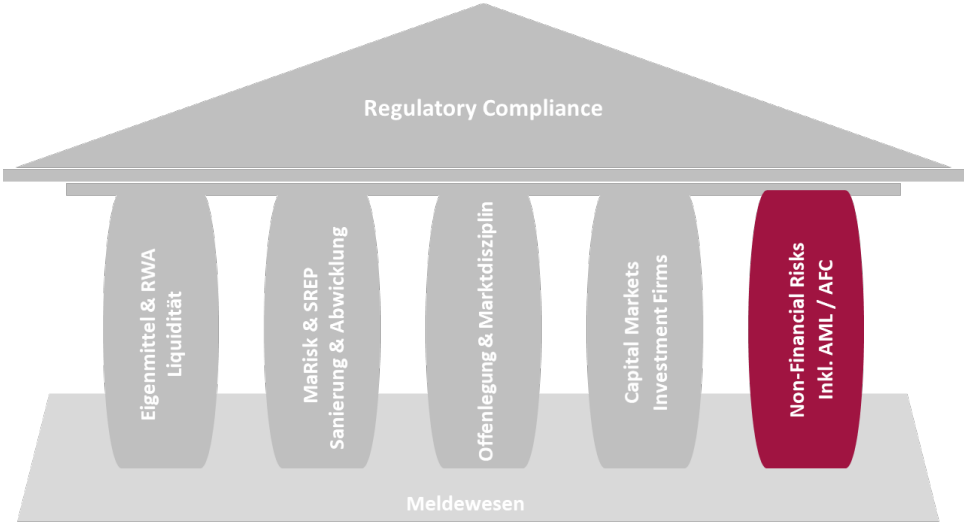 Regulatory Compliance
Eigenmittel & RWA
Liquidität
MaRisk & SREP
Sanierung & Abwicklung
Offenlegung & Marktdisziplin
Capital Markets
Investment Firms
Non-Financial Risks
Inkl. AML / AFC
Meldewesen